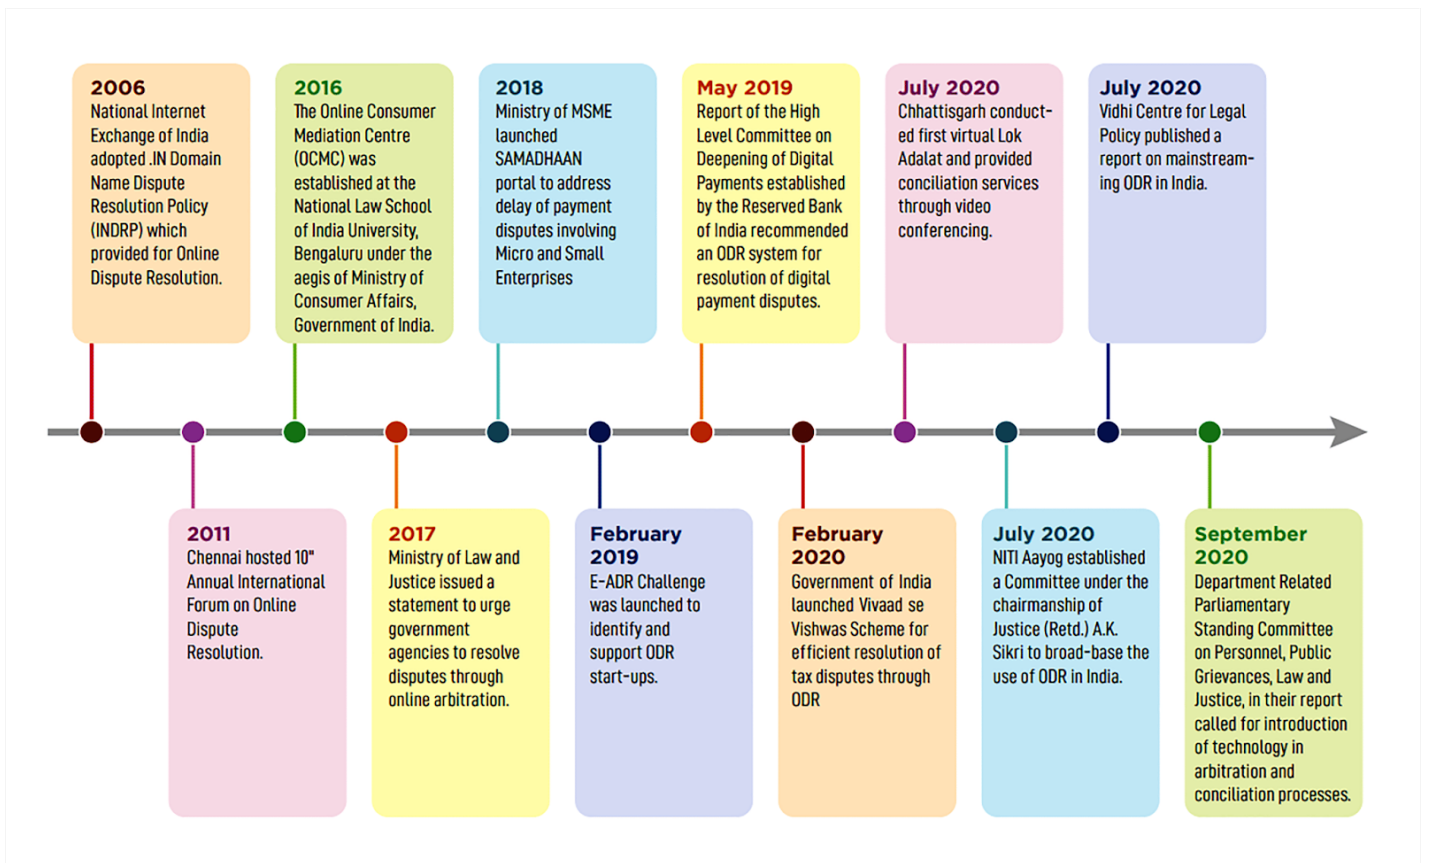 2006
National Internet
Exchange of India
adopted .IN Domain
Name Dispute
Resolution Policy
(INDRP) which
provided for Online
Dispute Resolution.
2016
The Online Consumer
Mediation Centre
(OCMC) was
established at the
National Law School
of India University,
Bengaluru under the
aegis of Ministry of
Consumer Affairs,
Government of India.
2018
Ministry of MSME
launched
SAMADHAAN
portal to address
delay of payment
disputes involving
Micro and Small
Enterprises
May 2019
Report of the High
Level Committee on
Deepening of Digital
Payments established
by the Reserved Bank
of India recommended
an ODR system for
resolution of digital
payment disputes.
July 2020
Chhattisgarh conduct-
ed first virtual Lok
Adalat and provided
conciliation services
through video
conferencing.
July 2020
Vidhi Centre for Legal
Policy published a
report on mainstream-
ing ODR in India.
2011
Chennai hosted 10"
Annual International
Forum on Online
Dispute
Resolution.
2017
Ministry of Law and
Justice issued a
statement to urge
government
agencies to resolve
disputes through
online arbitration.
February
2019
E-ADR Challenge
was launched to
identify and
support ODR
start-ups.
February
2020
Government of India
launched Vivaad se
Vishwas Scheme for
efficient resolution of
tax disputes through
ODR
July 2020
NITI Aayog established
a Committee under the
chairmanship of
Justice (Retd.) A.K.
Sikri to broad-base the
use of ODR in India.
September
2020
Department Related
Parliamentary
Standing Committee
on Personnel, Public
Grievances, Law and
Justice, in their report
called for introduction
of technology in
arbitration and
conciliation processes.